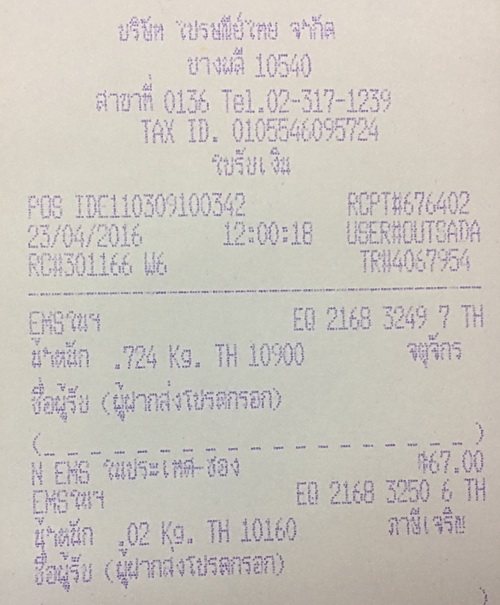 บริษัท ไปรษณีย์ไทย จำกัด
บางพลี 10540
สาขาที่ 0136 Tel.02-317-1239
TAX ID. 0105546095724
ใบรับเงิน
POS IDE110309100342 RCPT#676402
23/04/2016 12:00:18 USER#OUTSADA
RG#301166 W6 TR#4067954
EMSในฯ EQ 2168 3249 7 TH
น้ำหนัก .724 Kg. TH 10900 จตุจักร
ชื่อผู้รับ (ผู้ฝากส่งโปรดกรอก)
(_ _ _ _ _ _ _ _ _ _ _ _ _ _ _ _ _)
N EMS ในประเทศ-ซอง ฿67.00
EMSในฯ EQ 2168 3250 6 TH
น้ำหนัก .02 Kg. TH 10160 ภาษีเจริญ
ชื่อผู้รับ (ผู้ฝากส่งโปรดกรอก)
)